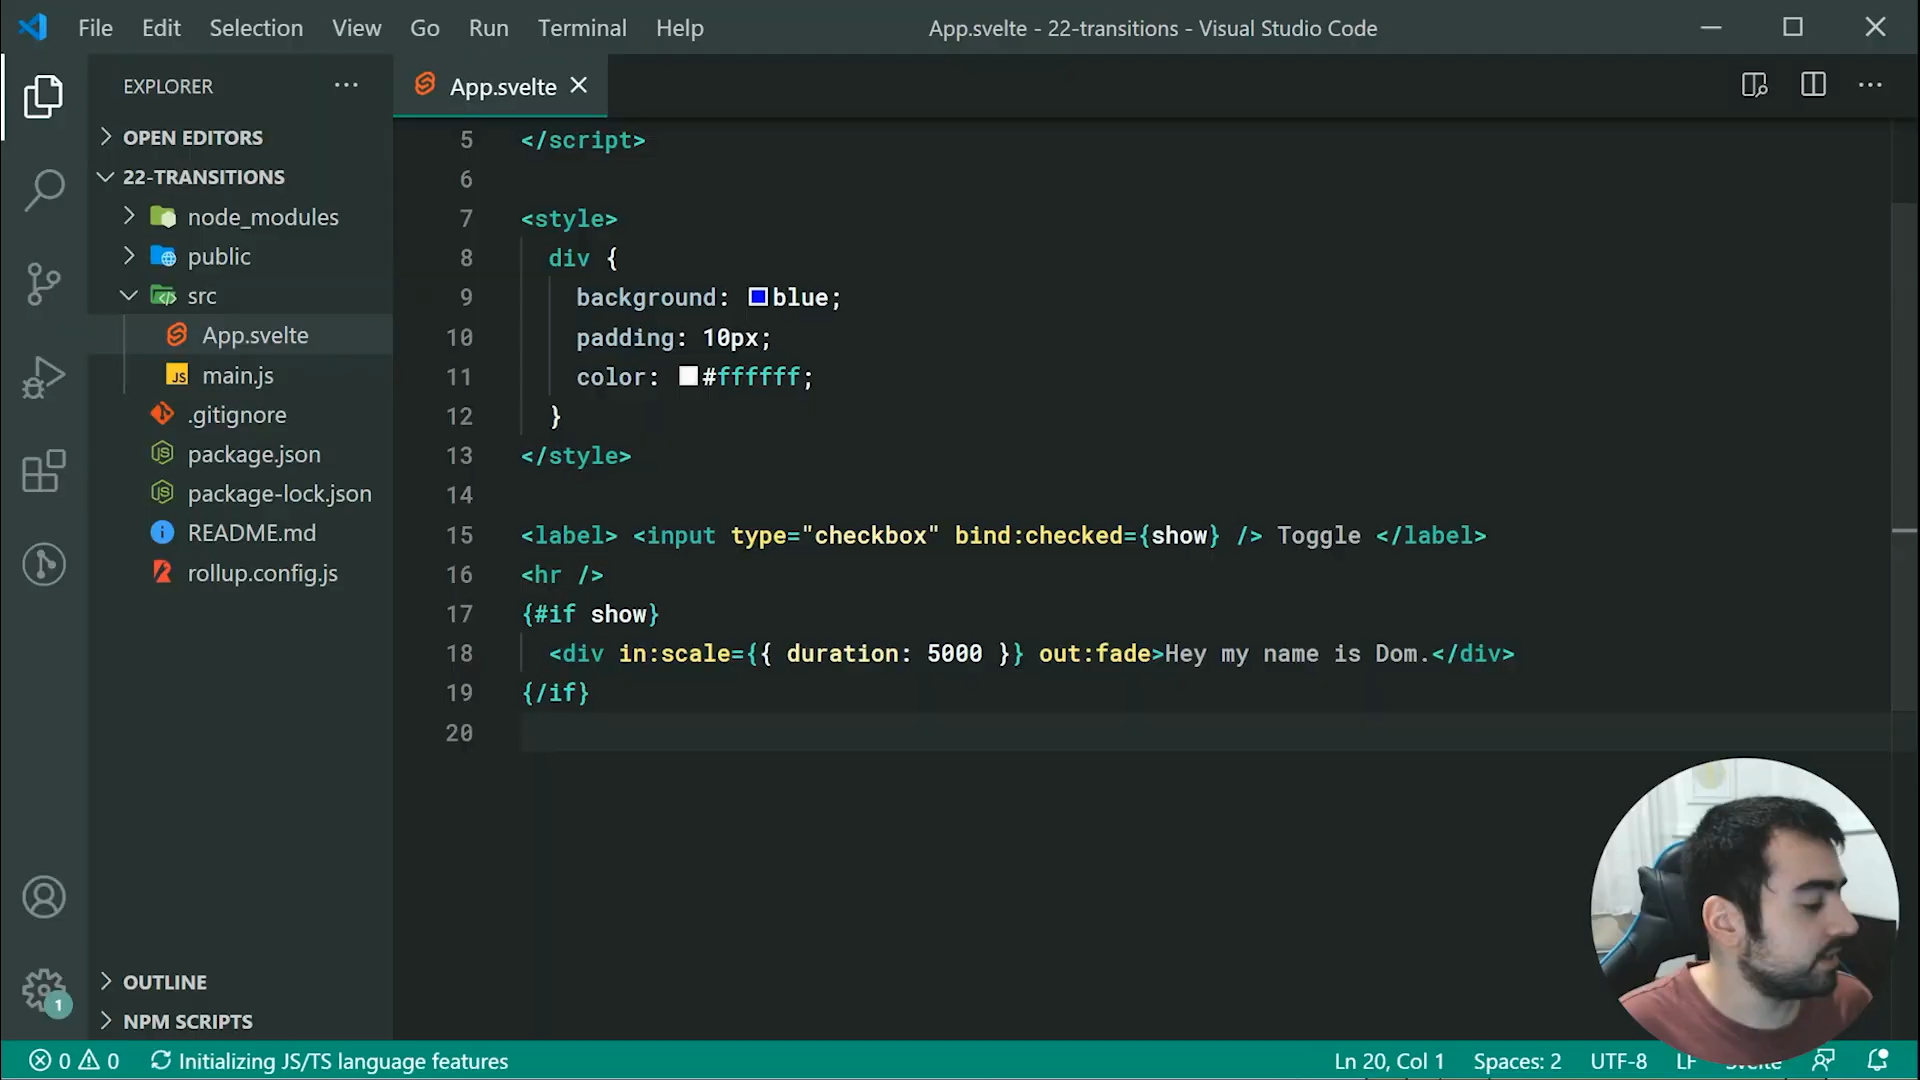 File Edit Selection View Go Run Terminal Help
App.svelte - 22-transitions - Visual Studio Code
EXPLORER
OPEN EDITORS
22-TRANSITIONS
node_modules
public
src
App.svelte
JS main.js
.gitignore
package.json
package-lock.json
README.md
rollup.config.js
OUTLINE
NPM SCRIPTS
1
App.svelte
5 </script>
6
7 <style>
8 div {
9 background: blue;
10 padding: 10px;
11 color: #ffffff;
12 }
13 </style>
14
15 <label> <input type="checkbox" bind:checked={show} /> Toggle </label>
16 <hr />
17 {#if show}
18 <div in:scale={{ duration: 5000 }} out:fade>Hey my name is Dom.</div>
19 {/if}
20
0 0 Initializing JS/TS language features
Ln 20, Col 1 Spaces: 2 UTF-8 LF Svelte